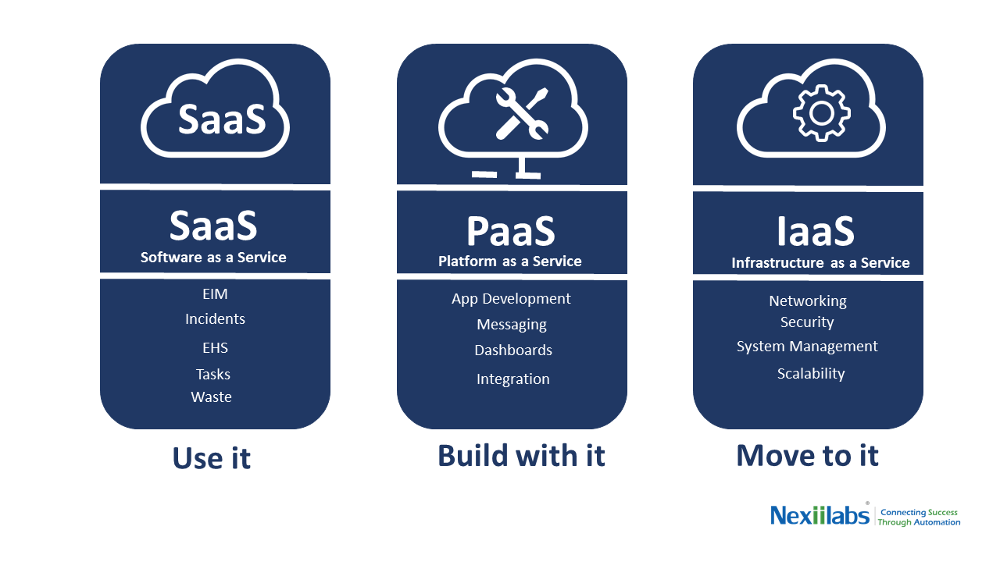 SaaS
SaaS
Software as a Service
EIM
Incidents
EHS
Tasks
Waste
Use it
PaaS
Platform as a Service
App Development
Messaging
Dashboards
Integration
Build with it
IaaS
Infrastructure as a Service
Networking
Security
System Management
Scalability
Move to it
Nexiilabs®
Connecting Success
Through Automation